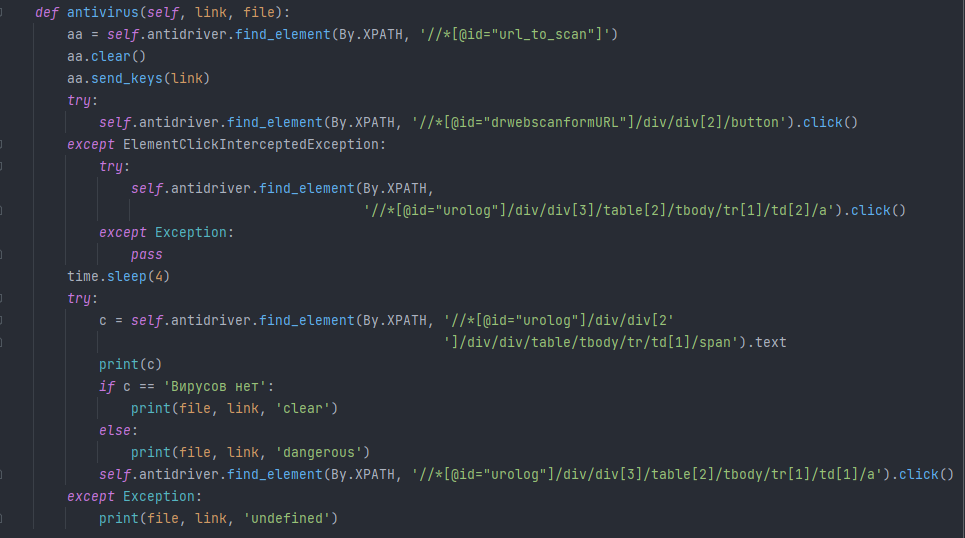 def antivirus(self, link, file):
    aa = self.antidriver.find_element(By.XPATH, '//*[@id="url_to_scan"]')
    aa.clear()
    aa.send_keys(link)
    try:
        self.antidriver.find_element(By.XPATH, '//*[@id="drwebscanformURL"]/div/div[2]/button').click()
    except ElementClickInterceptedException:
        try:
            self.antidriver.find_element(By.XPATH,
                                         '//*[@id="urolog"]/div/div[3]/table[2]/tbody/tr[1]/td[2]/a').click()
        except Exception:
            pass
    time.sleep(4)
    try:
        c = self.antidriver.find_element(By.XPATH, '//*[@id="urolog"]/div/div[2'
                                                   ']/div/div/table/tbody/tr/td[1]/span').text
        print(c)
        if c == 'Вирусов нет':
            print(file, link, 'clear')
        else:
            print(file, link, 'dangerous')
        self.antidriver.find_element(By.XPATH, '//*[@id="urolog"]/div/div[3]/table[2]/tbody/tr[1]/td[1]/a').click()
    except Exception:
        print(file, link, 'undefined')